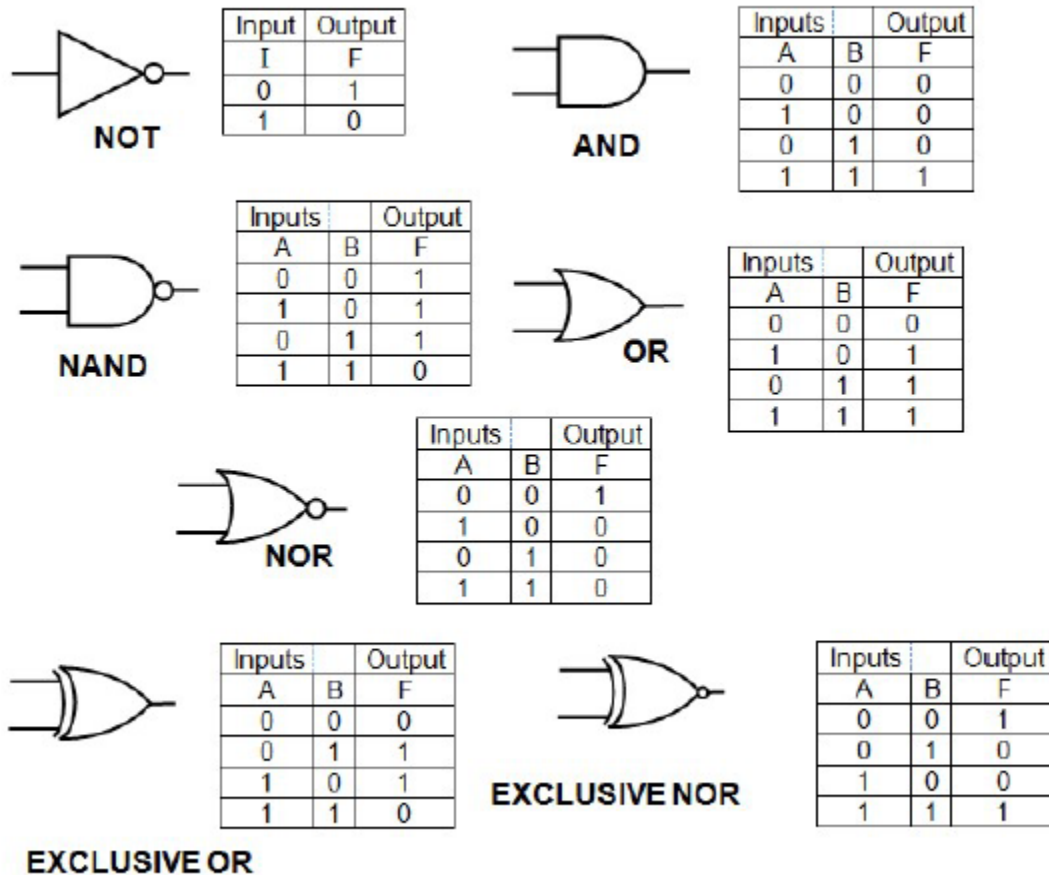 Input Output
I F
0 1
1 0
NOT
Inputs Output
A B F
0 0 0
1 0 0
0 1 0
1 1 1
AND
Inputs Output
A B F
0 0 1
1 0 1
0 1 1
1 1 0
NAND
Inputs Output
A B F
0 0 0
1 0 1
0 1 1
1 1 1
OR
Inputs Output
A B F
0 0 1
1 0 0
0 1 0
1 1 0
NOR
Inputs Output
A B F
0 0 0
0 1 1
1 0 1
1 1 0
EXCLUSIVE OR
Inputs Output
A B F
0 0 1
0 1 0
1 0 0
1 1 1
EXCLUSIVE NOR